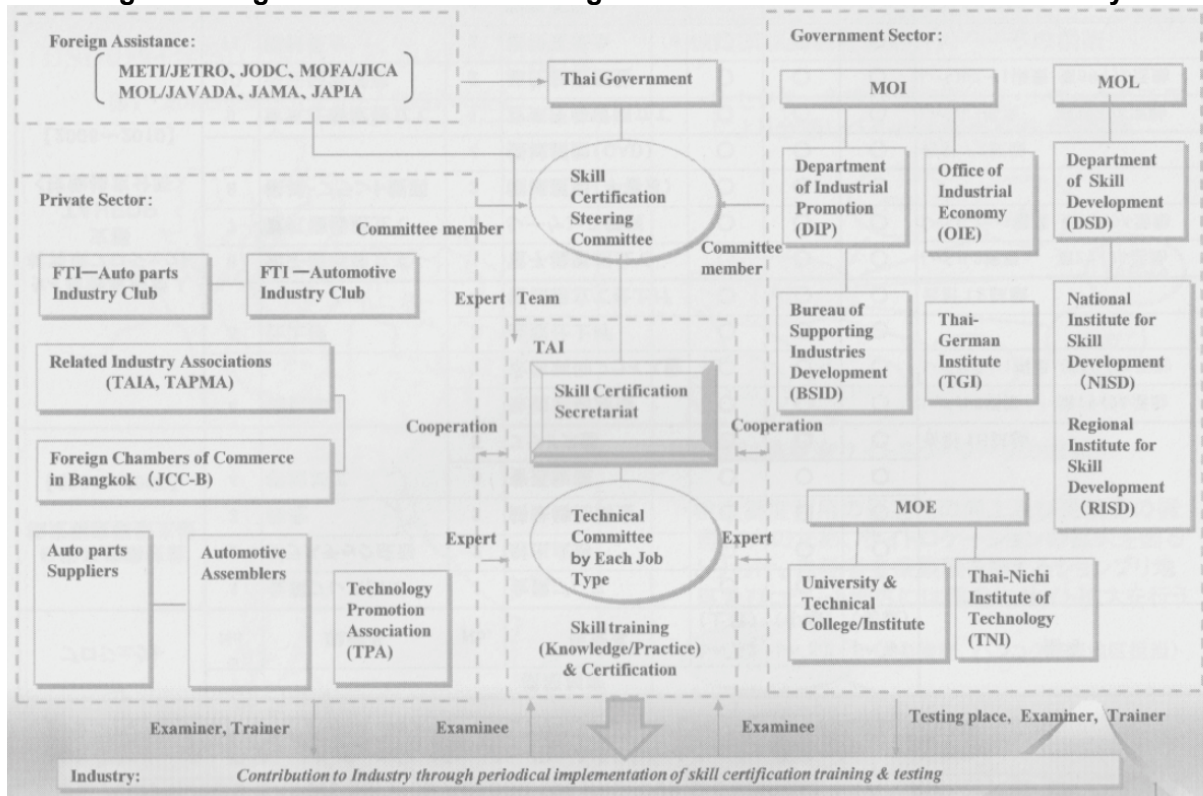 Foreign Assistance:
METI/JETRO、JODC、MOFA/JICA
MOL/JAVADA、JAMA、JAPIA
Thai Government
Government Sector:
MOI
MOL
Skill
Certification
Steering
Committee
Department
of Industrial
Promotion
(DIP)
Office of
Industrial
Economy
(OIE)
Department
of Skill
Development
(DSD)
Private Sector:
Committee member
Committee
member
FTI—Auto parts
Industry Club
FTI —Automotive
Industry Club
Expert Team
Bureau of
Supporting
Industries
Development
(BSID)
Thai-
German
Institute
(TGI)
National
Institute for
Skill
Development
(NISD)
Regional
Institute for
Skill
Development
(RISD)
TAI
Related Industry Associations
(TAIA, TAPMA)
Skill Certification
Secretariat
Cooperation
Cooperation
Foreign Chambers of Commerce
in Bangkok（JCC-B）
Technical
Committee
by Each Job
Type
MOE
Expert
Expert
Auto parts
Suppliers
Automotive
Assemblers
Technology
Promotion
Association
(TPA)
University &
Technical
College/Institute
Thai-Nichi
Institute of
Technology
(TNI)
Skill training
(Knowledge/Practice)
& Certification
Examiner, Trainer
Examinee
Examinee
Testing place, Examiner, Trainer
Industry:
Contribution to Industry through periodical implementation of skill certification training & testing